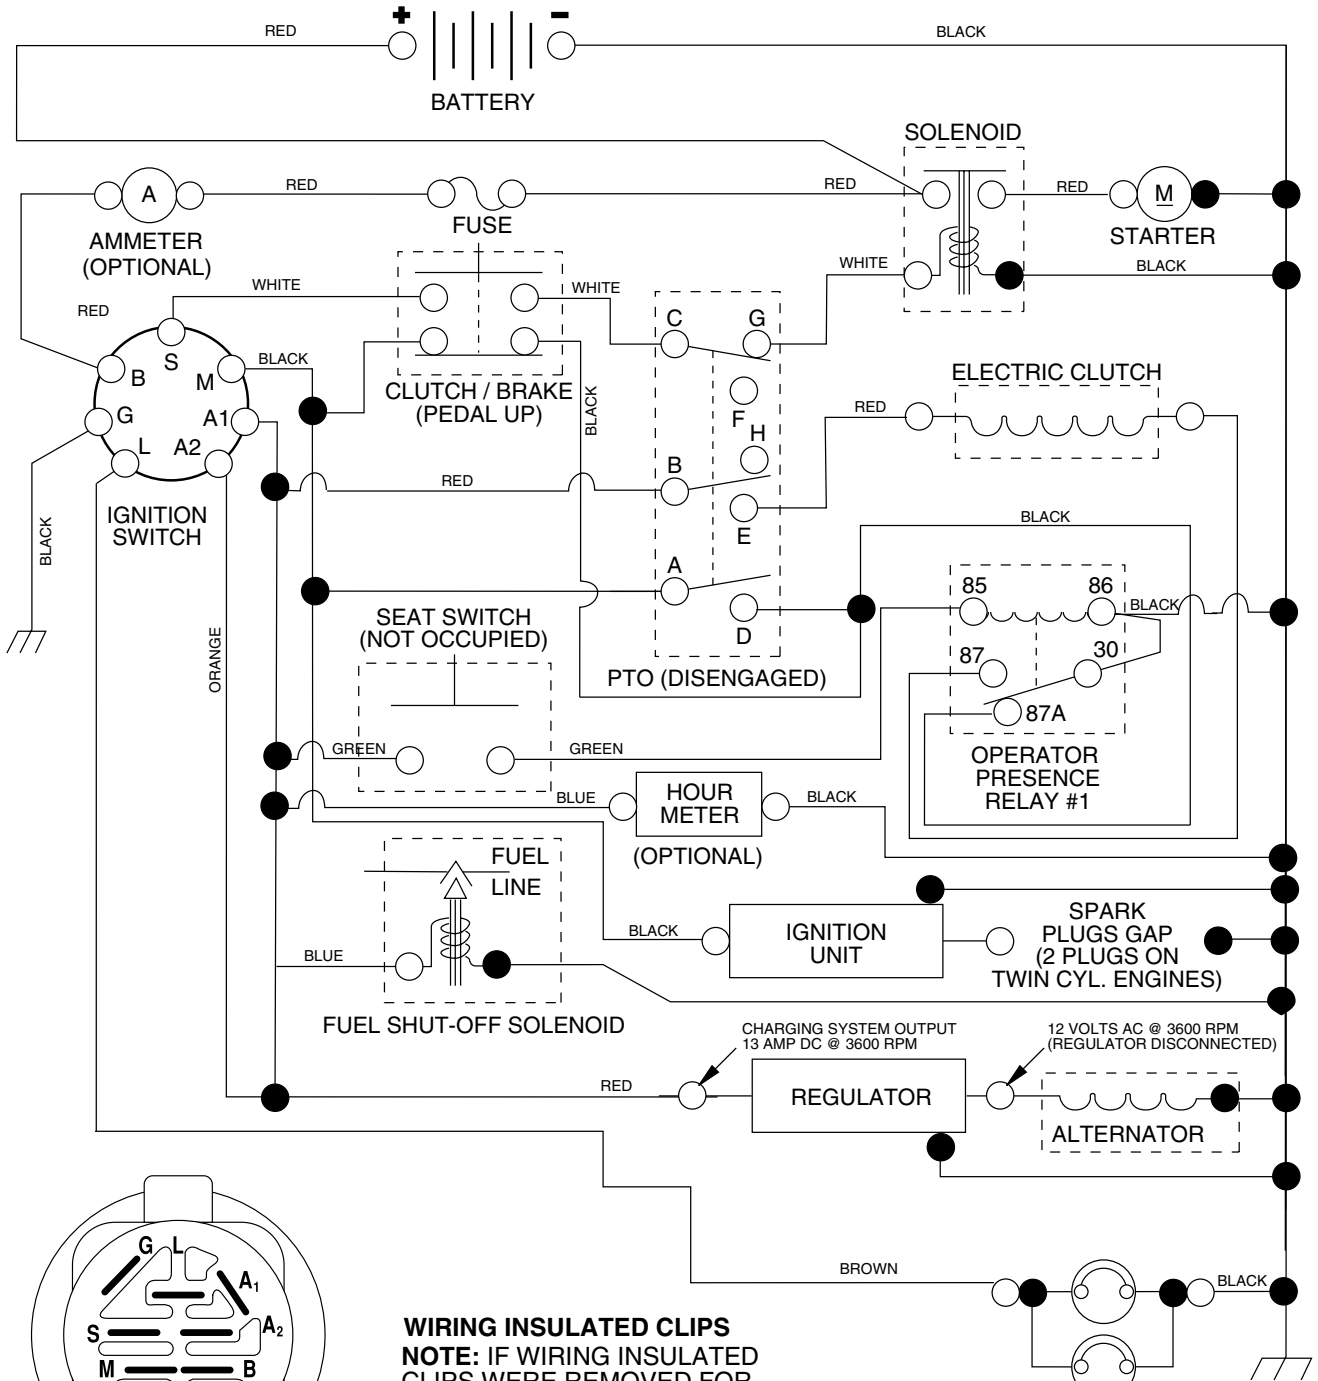 RED
+
−
BLACK
BATTERY
SOLENOID
A
RED
RED
RED
M
FUSE
AMMETER
(OPTIONAL)
STARTER
WHITE
BLACK
WHITE
WHITE
RED
S
B
M
BLACK
G
A1
L
A2
CLUTCH / BRAKE
(PEDAL UP)
BLACK
C
G
F
H
B
E
A
D
ELECTRIC CLUTCH
RED
RED
IGNITION
SWITCH
BLACK
BLACK
85
86
BLACK
87
30
87A
SEAT SWITCH
(NOT OCCUPIED)
ORANGE
PTO (DISENGAGED)
GREEN
GREEN
OPERATOR
PRESENCE
RELAY #1
BLUE
HOUR
METER
BLACK
(OPTIONAL)
FUEL
LINE
BLACK
IGNITION
UNIT
SPARK
PLUGS GAP
(2 PLUGS ON
TWIN CYL. ENGINES)
BLUE
FUEL SHUT-OFF SOLENOID
CHARGING SYSTEM OUTPUT
13 AMP DC @ 3600 RPM
12 VOLTS AC @ 3600 RPM
(REGULATOR DISCONNECTED)
RED
REGULATOR
ALTERNATOR
BROWN
BLACK
G L
A1
S
A2
M
B
WIRING INSULATED CLIPS
NOTE: IF WIRING INSULATED
CLIPS WERE REMOVED FOR